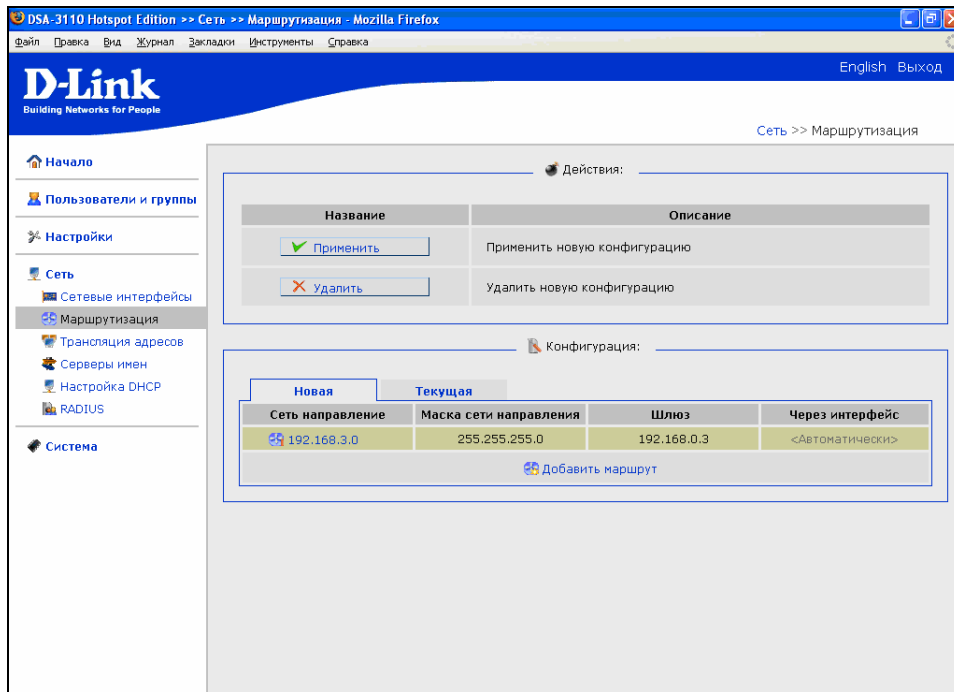 DSA-3110 Hotspot Edition >> Сеть >> Маршрутизация - Mozilla Firefox
Файл Правка Вид Журнал Закладки Инструменты Справка
English Выход
D-Link
Building Networks for People
Сеть >> Маршрутизация
Начало
Пользователи и группы
Настройки
Сеть
Сетевые интерфейсы
Маршрутизация
Трансляция адресов
Серверы имен
Настройка DHCP
RADIUS
Система
Действия:
Название Описание
Применить Применить новую конфигурацию
Удалить Удалить новую конфигурацию
Конфигурация:
Новая Текущая
Сеть направление Маска сети направления Шлюз Через интерфейс
192.168.3.0 255.255.255.0 192.168.0.3 <Автоматически>
Добавить маршрут